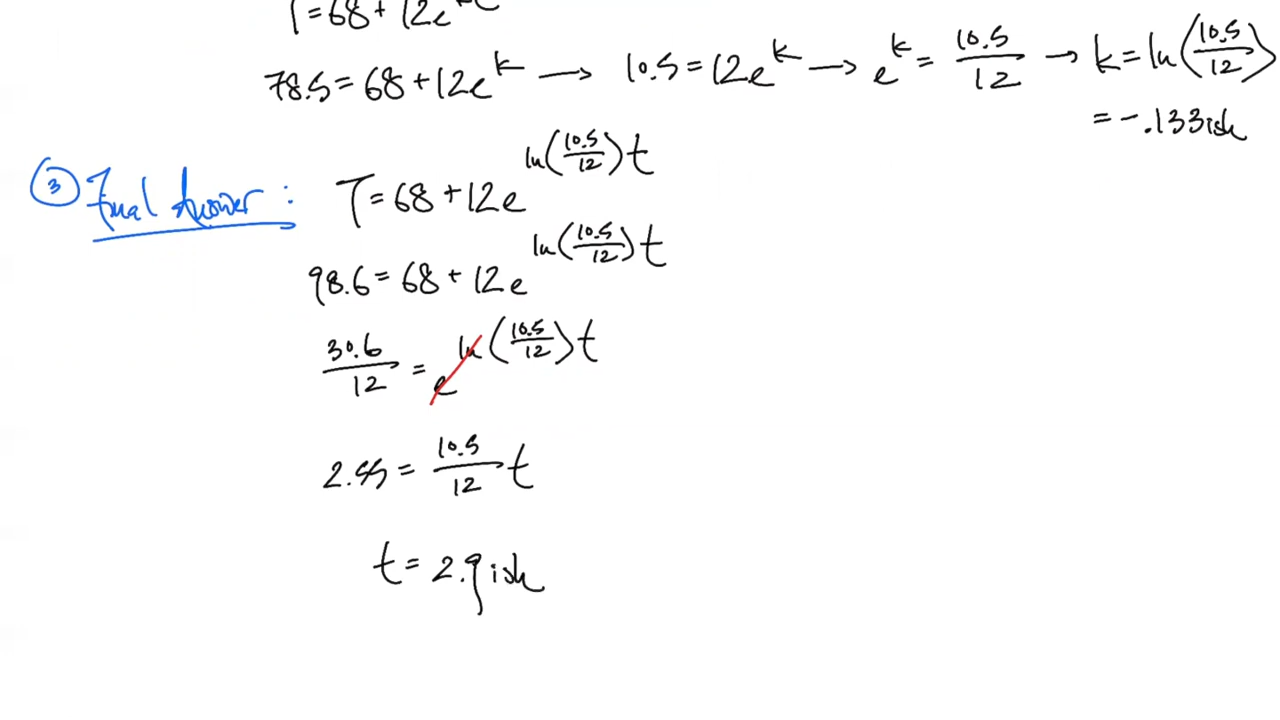 T=68+12e^kt
78.5=68+12e^k → 10.5=12e^k → e^k = 10.5/12 → k=ln(10.5/12)
= -.133ish
③ Final Answer: T=68+12e^ln(10.5/12)t
98.6=68+12e^ln(10.5/12)t
30.6/12 = e^ln(10.5/12)t
2.55 = 10.5/12 t
t= 2.9 ish